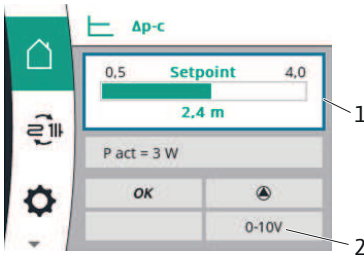 Δp-c
0,5 Setpoint 4,0
2,4 m
1
P act = 3 W
OK
0-10V
2